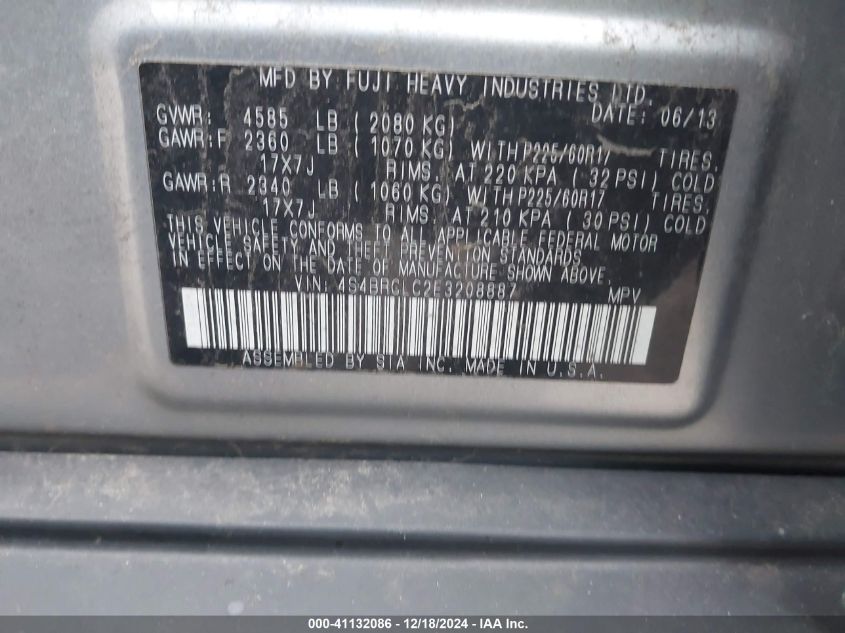 MFD BY FUJI HEAVY INDUSTRIES LTD.
DATE: 06/13
GVWR: 4585 LB ( 2080 KG)
GAWR:F 2360 LB ( 1070 KG) WITH P225/60R17 TIRES,
17X7J RIMS, AT 220 KPA ( 32 PSI) COLD
GAWR:R 2340 LB ( 1060 KG) WITH P225/60R17 TIRES,
17X7J RIMS, AT 210 KPA ( 30 PSI) COLD
THIS VEHICLE CONFORMS TO ALL APPLICABLE FEDERAL MOTOR
VEHICLE SAFETY AND THEFT PREVENTION STANDARDS
IN EFFECT ON THE DATE OF MANUFACTURE SHOWN ABOVE.
VIN: 4S4BRCLC2E3208887 MPV
ASSEMBLED BY SIA INC. MADE IN U.S.A.
000-41132086 - 12/18/2024 - IAAI.com